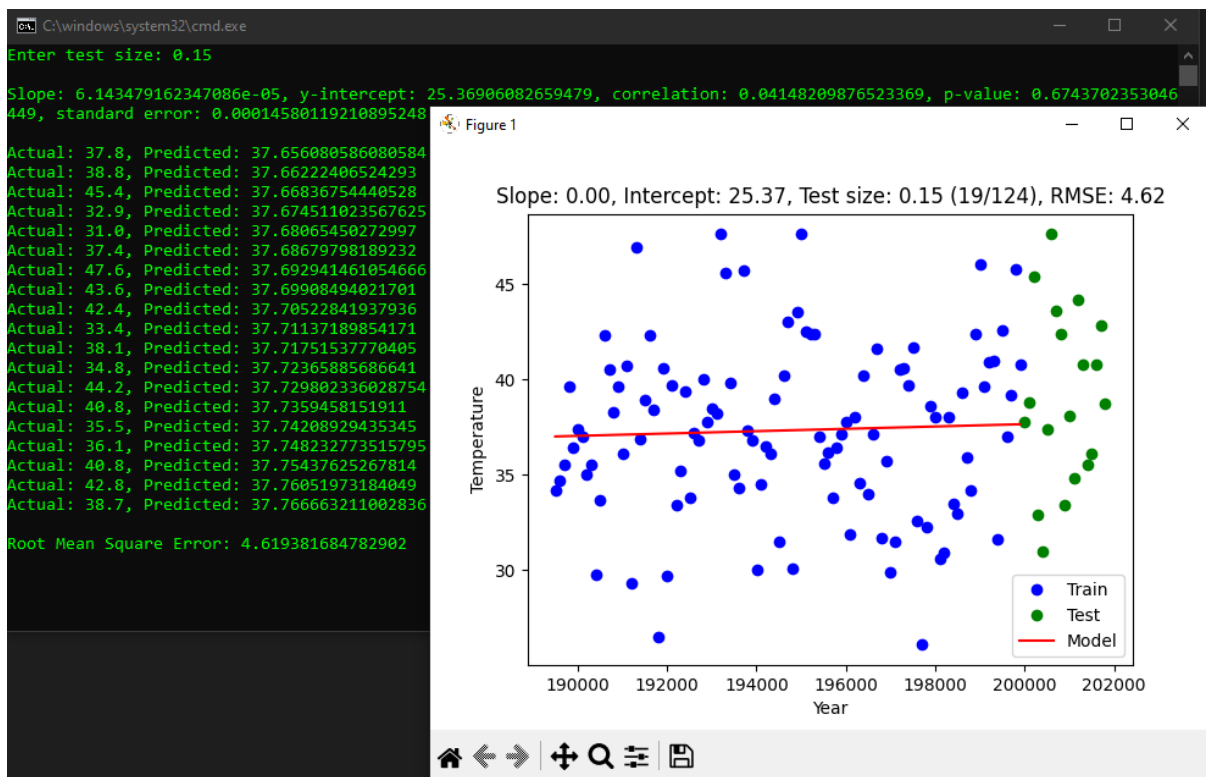 C:\windows\system32\cmd.exe
Enter test size: 0.15
Slope: 6.143479162347086e-05, y-intercept: 25.36906082659479, correlation: 0.04148209876523369, p-value: 0.6743702353046
449, standard error: 0.00014580119210895248
Actual: 37.8, Predicted: 37.656080586080584
Actual: 38.8, Predicted: 37.66222406524293
Actual: 45.4, Predicted: 37.66836754440528
Actual: 32.9, Predicted: 37.674511023567625
Actual: 31.0, Predicted: 37.68065450272997
Actual: 37.4, Predicted: 37.68679798189232
Actual: 47.6, Predicted: 37.692941461054666
Actual: 43.6, Predicted: 37.69908494021701
Actual: 42.4, Predicted: 37.70522841937936
Actual: 33.4, Predicted: 37.71137189854171
Actual: 38.1, Predicted: 37.71751537770405
Actual: 34.8, Predicted: 37.72365885686641
Actual: 44.2, Predicted: 37.729802336028754
Actual: 40.8, Predicted: 37.7359458151911
Actual: 35.5, Predicted: 37.74208929435345
Actual: 36.1, Predicted: 37.748232773515795
Actual: 40.8, Predicted: 37.75437625267814
Actual: 42.8, Predicted: 37.76051973184049
Actual: 38.7, Predicted: 37.766663211002836
Root Mean Square Error: 4.619381684782902
Figure 1
Slope: 0.00, Intercept: 25.37, Test size: 0.15 (19/124), RMSE: 4.62
Temperature
45
40
35
30
Train
Test
Model
190000 192000 194000 196000 198000 200000 202000
Year